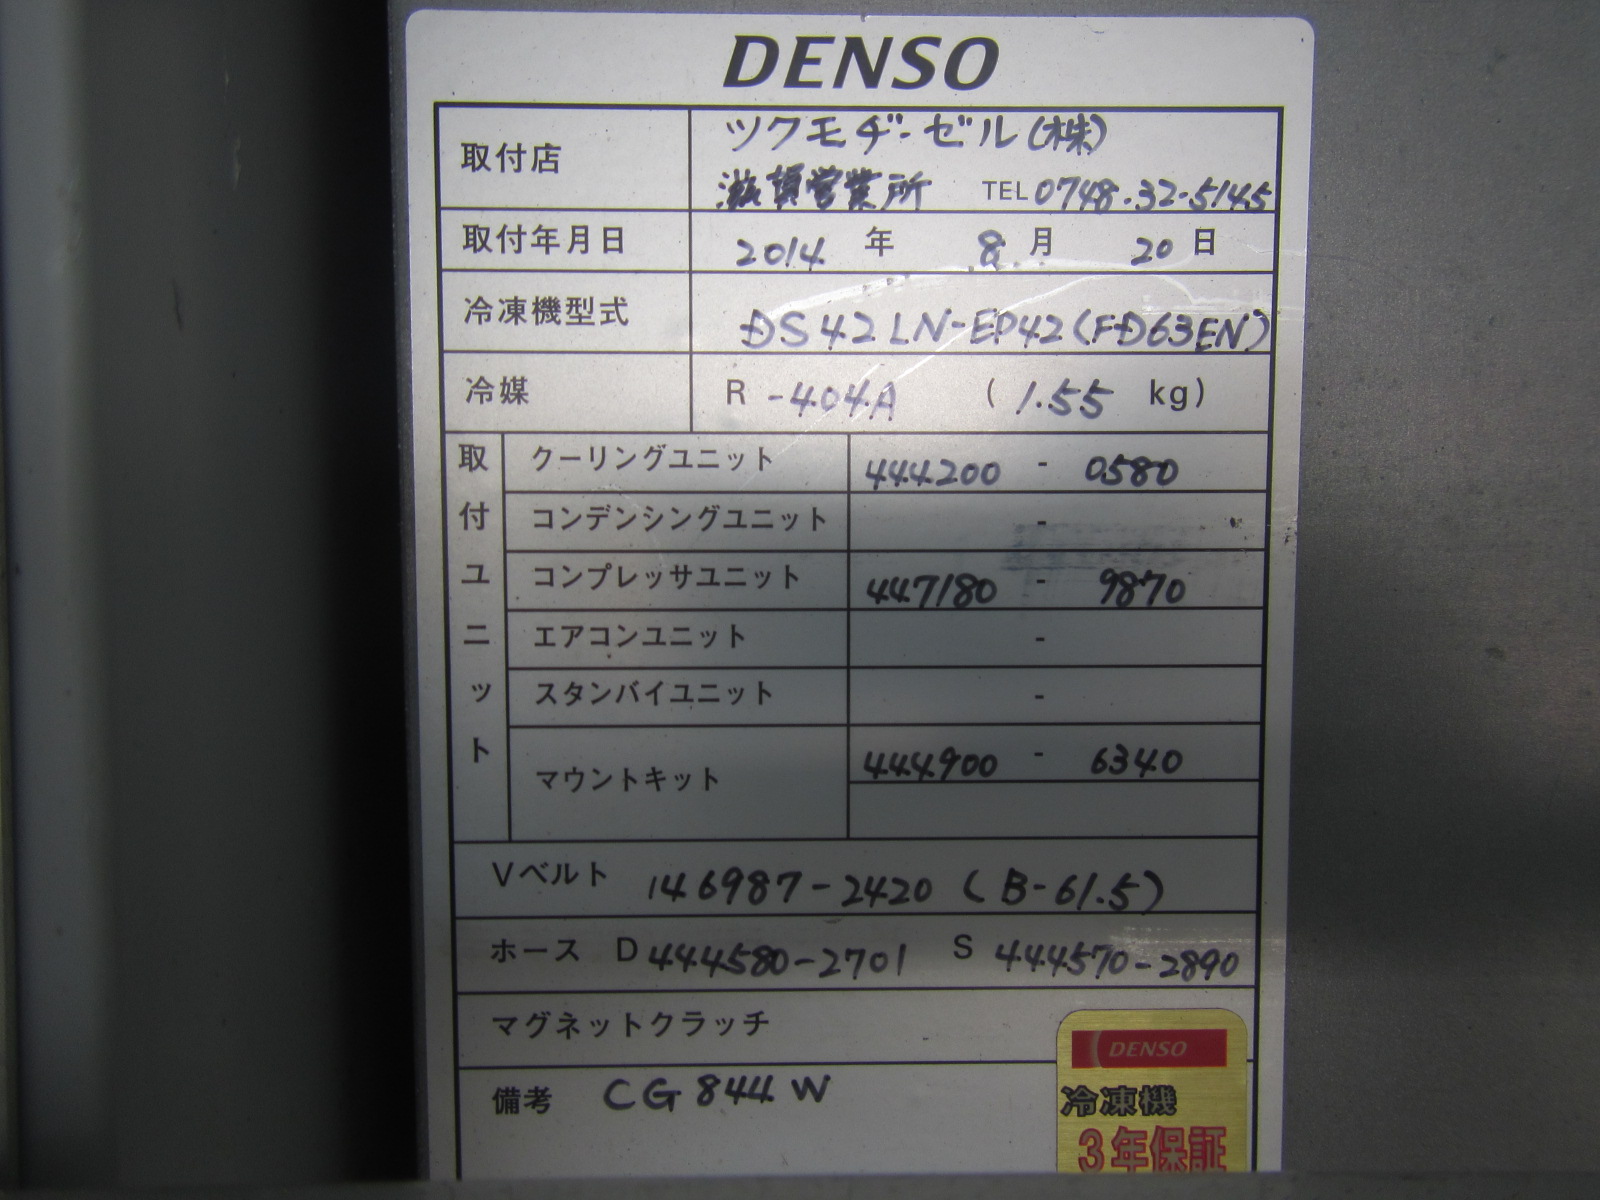 DENSO
取付店 ツクモヂーゼル(株)
滋賀営業所 TEL 0748.32-5145
取付年月日 2014 年 8 月 20 日
冷凍機型式 DS42LN-EP42(FD63EN)
冷媒 R -404A ( 1.55 kg)
取付ユニット
クーリングユニット 444200 - 0580
コンデンシングユニット -
コンプレッサユニット 447180 - 9870
エアコンユニット -
スタンバイユニット -
マウントキット 444900 - 6340
Vベルト 146987-2420 (B-61.5)
ホース D 444580-2701 S 444570-2890
マグネットクラッチ
備考 CG844W
DENSO
冷凍機
3年保証